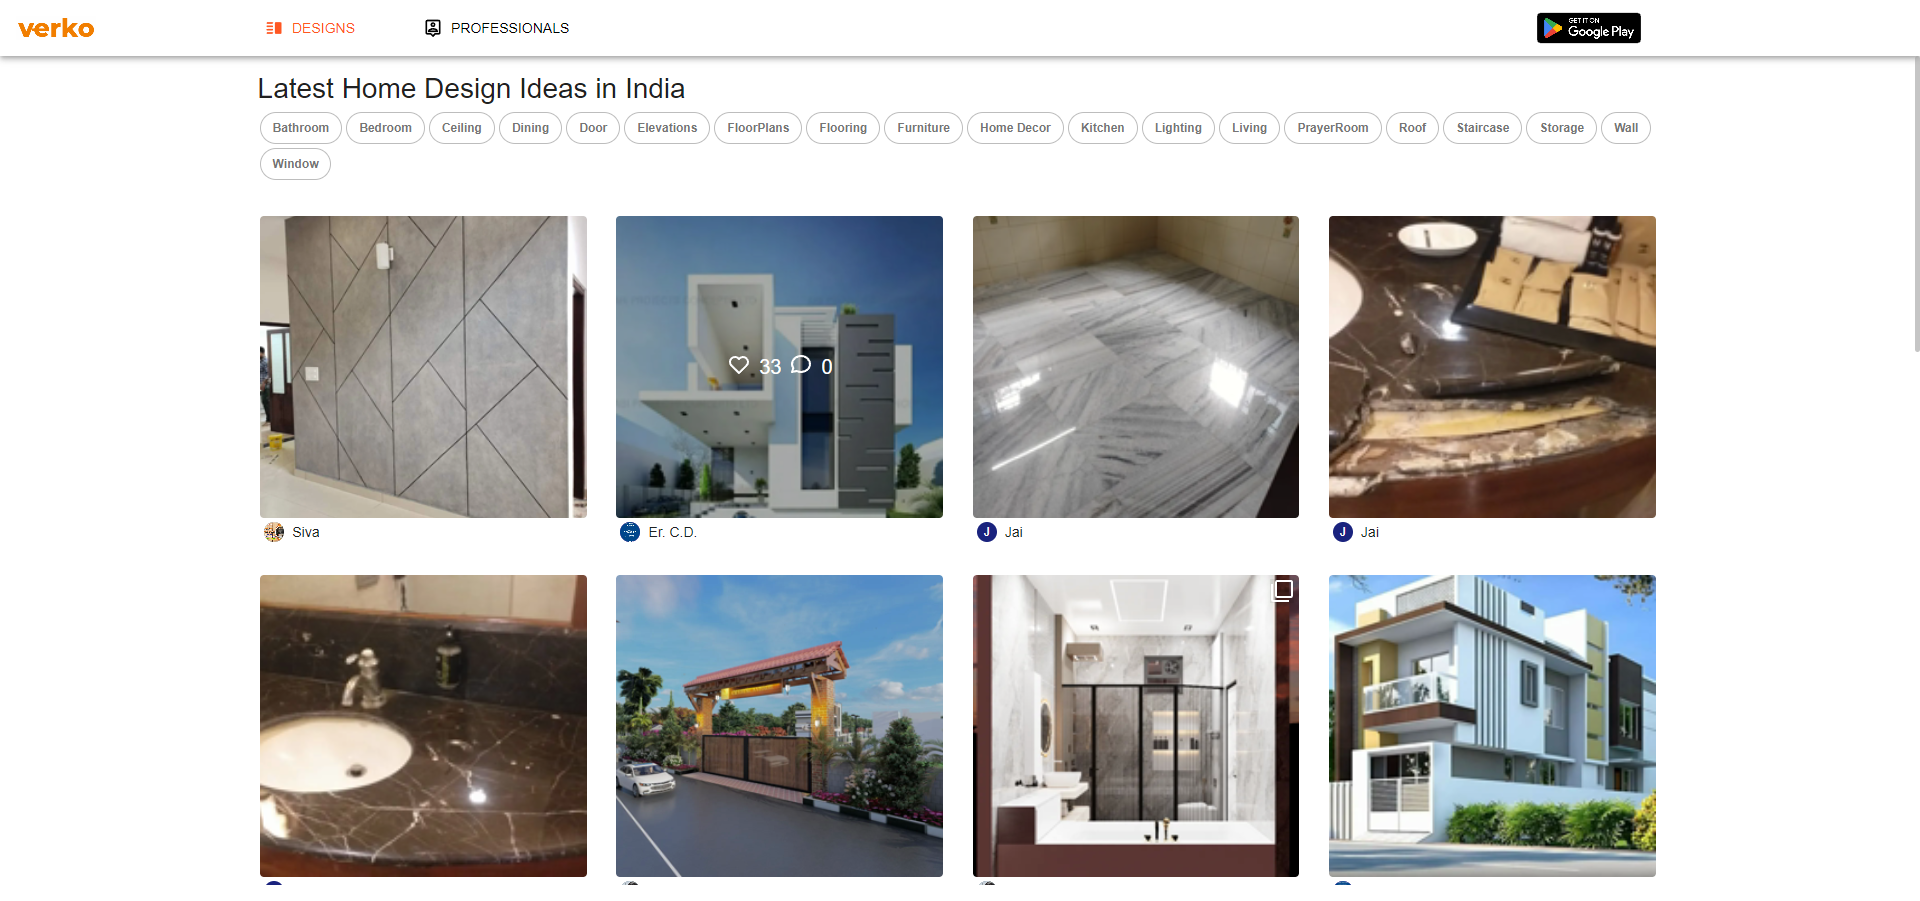 verko
DESIGNS
PROFESSIONALS
GET IT ON
Google Play
Latest Home Design Ideas in India
Bathroom
Bedroom
Ceiling
Dining
Door
Elevations
FloorPlans
Flooring
Furniture
Home Decor
Kitchen
Lighting
Living
PrayerRoom
Roof
Staircase
Storage
Wall
Window
33
0
Siva
Er. C.D.
J
Jai
J
Jai